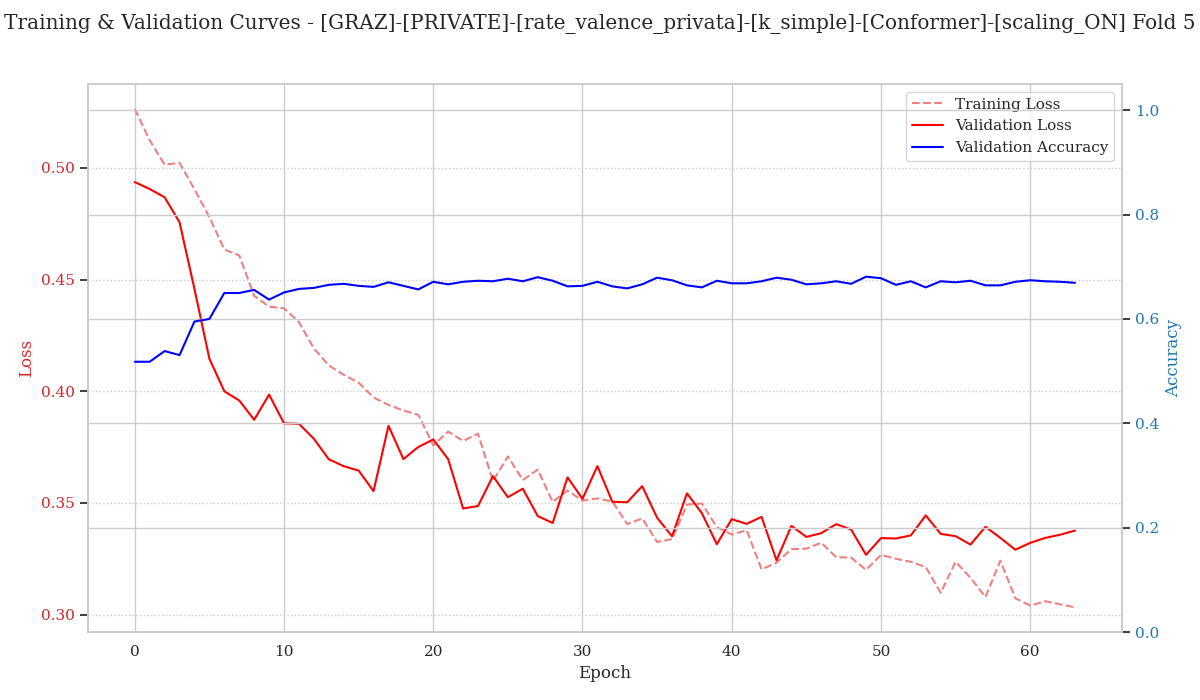 Training & Validation Curves - [GRAZ]-[PRIVATE]-[rate_valence_privata]-[k_simple]-[Conformer]-[scaling_ON] Fold 5
Training Loss
Validation Loss
Validation Accuracy
Loss
0.50
0.45
0.40
0.35
0.30
1.0
0.8
0.6
0.4
0.2
0.0
Accuracy
0 10 20 30 40 50 60
Epoch